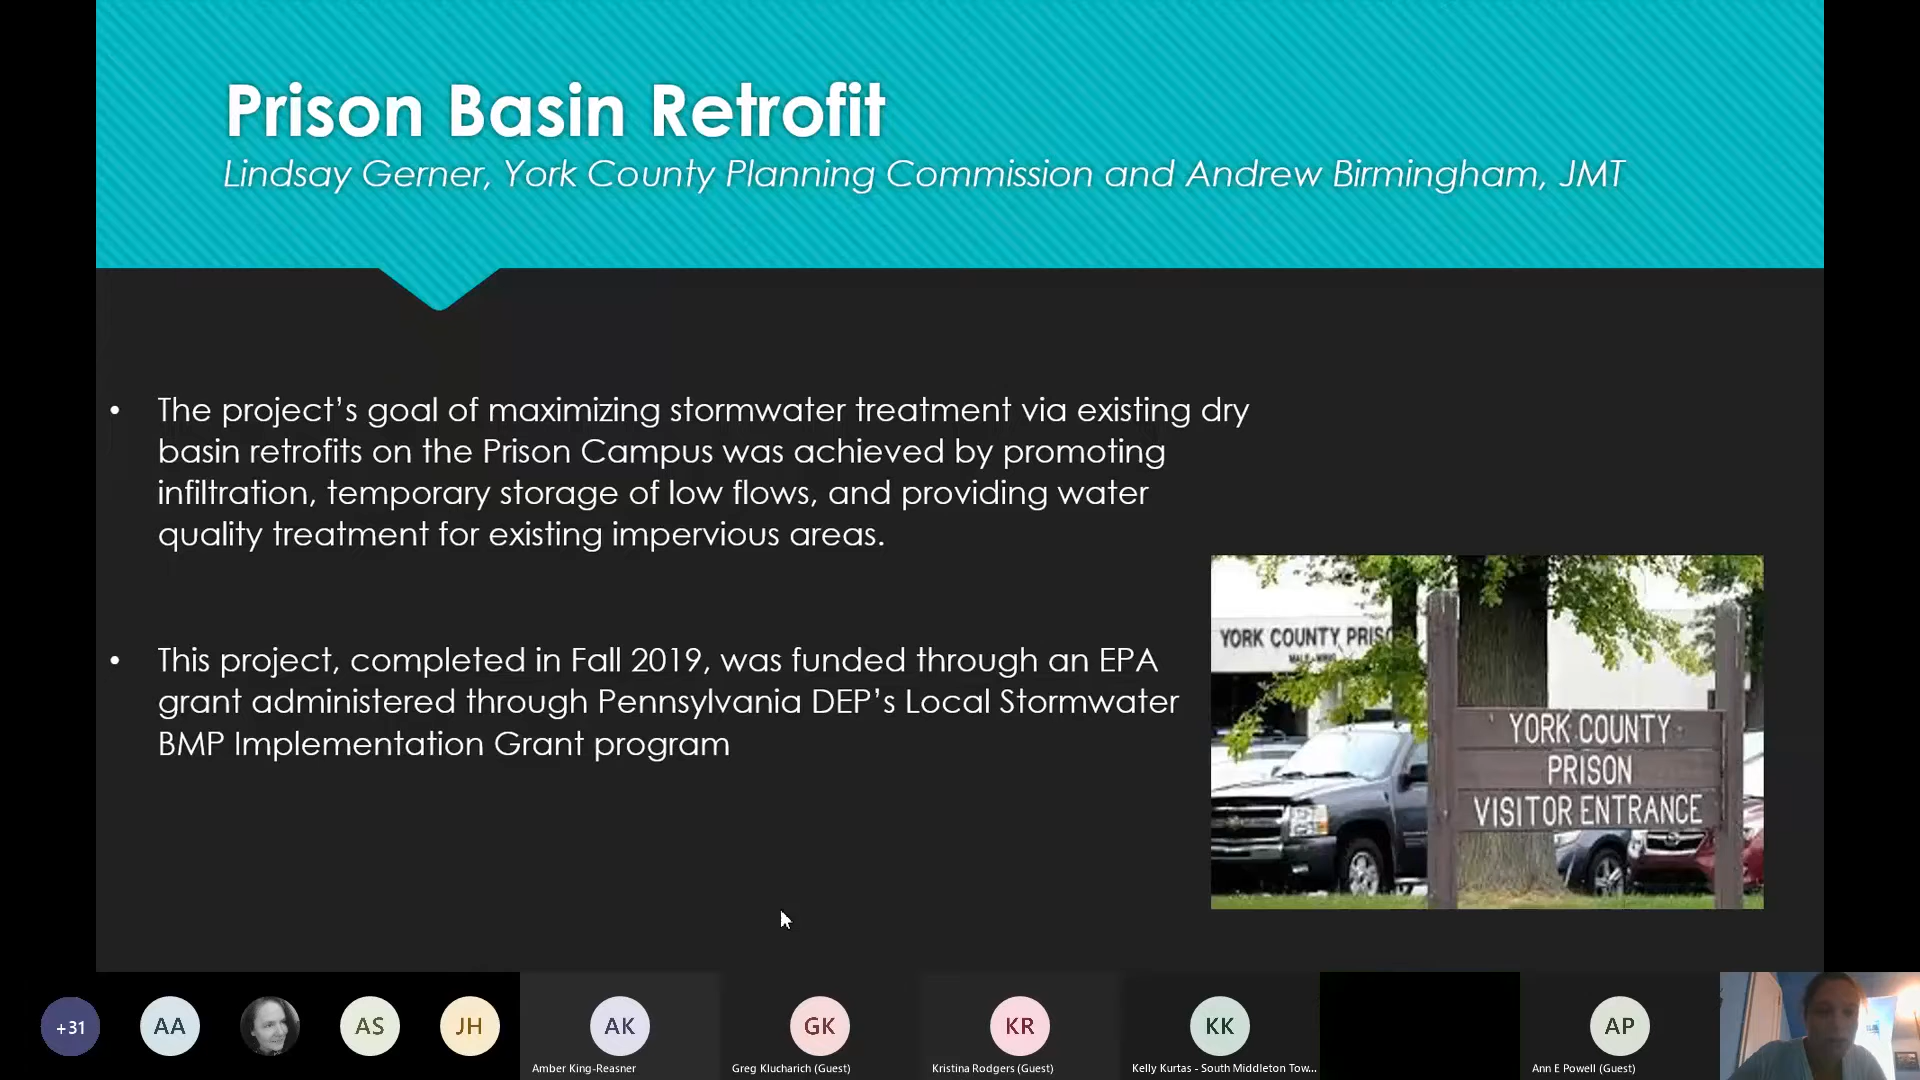 Prison Basin Retrofit
Lindsay Gerner, York County Planning Commission and Andrew Birmingham, JMT
• The project’s goal of maximizing stormwater treatment via existing dry
basin retrofits on the Prison Campus was achieved by promoting
infiltration, temporary storage of low flows, and providing water
quality treatment for existing impervious areas.
• This project, completed in Fall 2019, was funded through an EPA
grant administered through Pennsylvania DEP’s Local Stormwater
BMP Implementation Grant program
YORK COUNTY PRISO
YORK COUNTY
PRISON
VISITOR ENTRANCE
+31
AA
AS
JH
AK
GK
KR
KK
AP
Amber King-Reasner
Greg Klucharich (Guest)
Kristina Rodgers (Guest)
Kelly Kurtas - South Middleton Tow...
Ann E Powell (Guest)